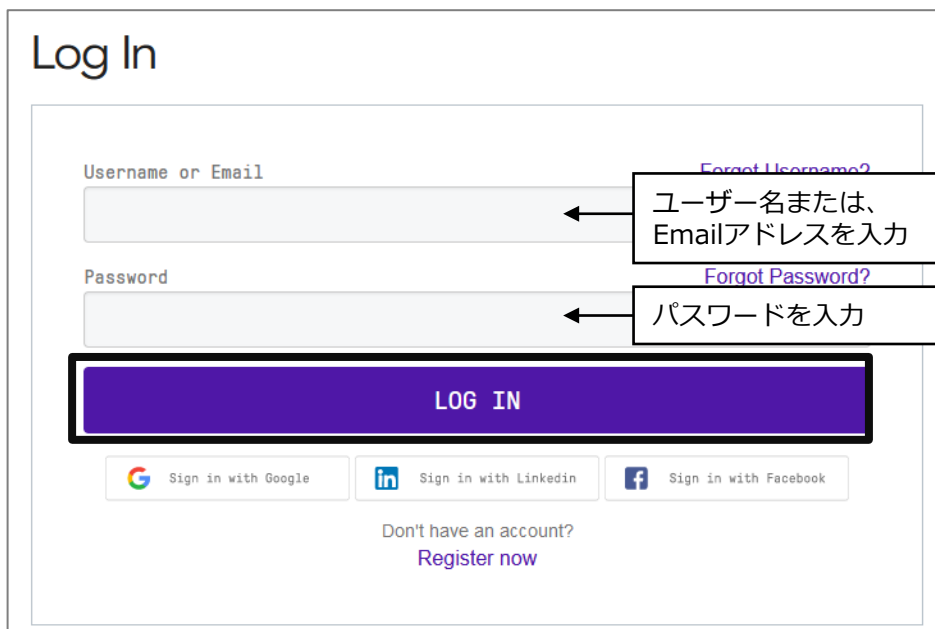 Log In
Username or Email
Forgot Username?
ユーザー名または、
Emailアドレスを入力
Password
Forgot Password?
パスワードを入力
LOG IN
Sign in with Google
Sign in with Linkedin
Sign in with Facebook
Don't have an account?
Register now